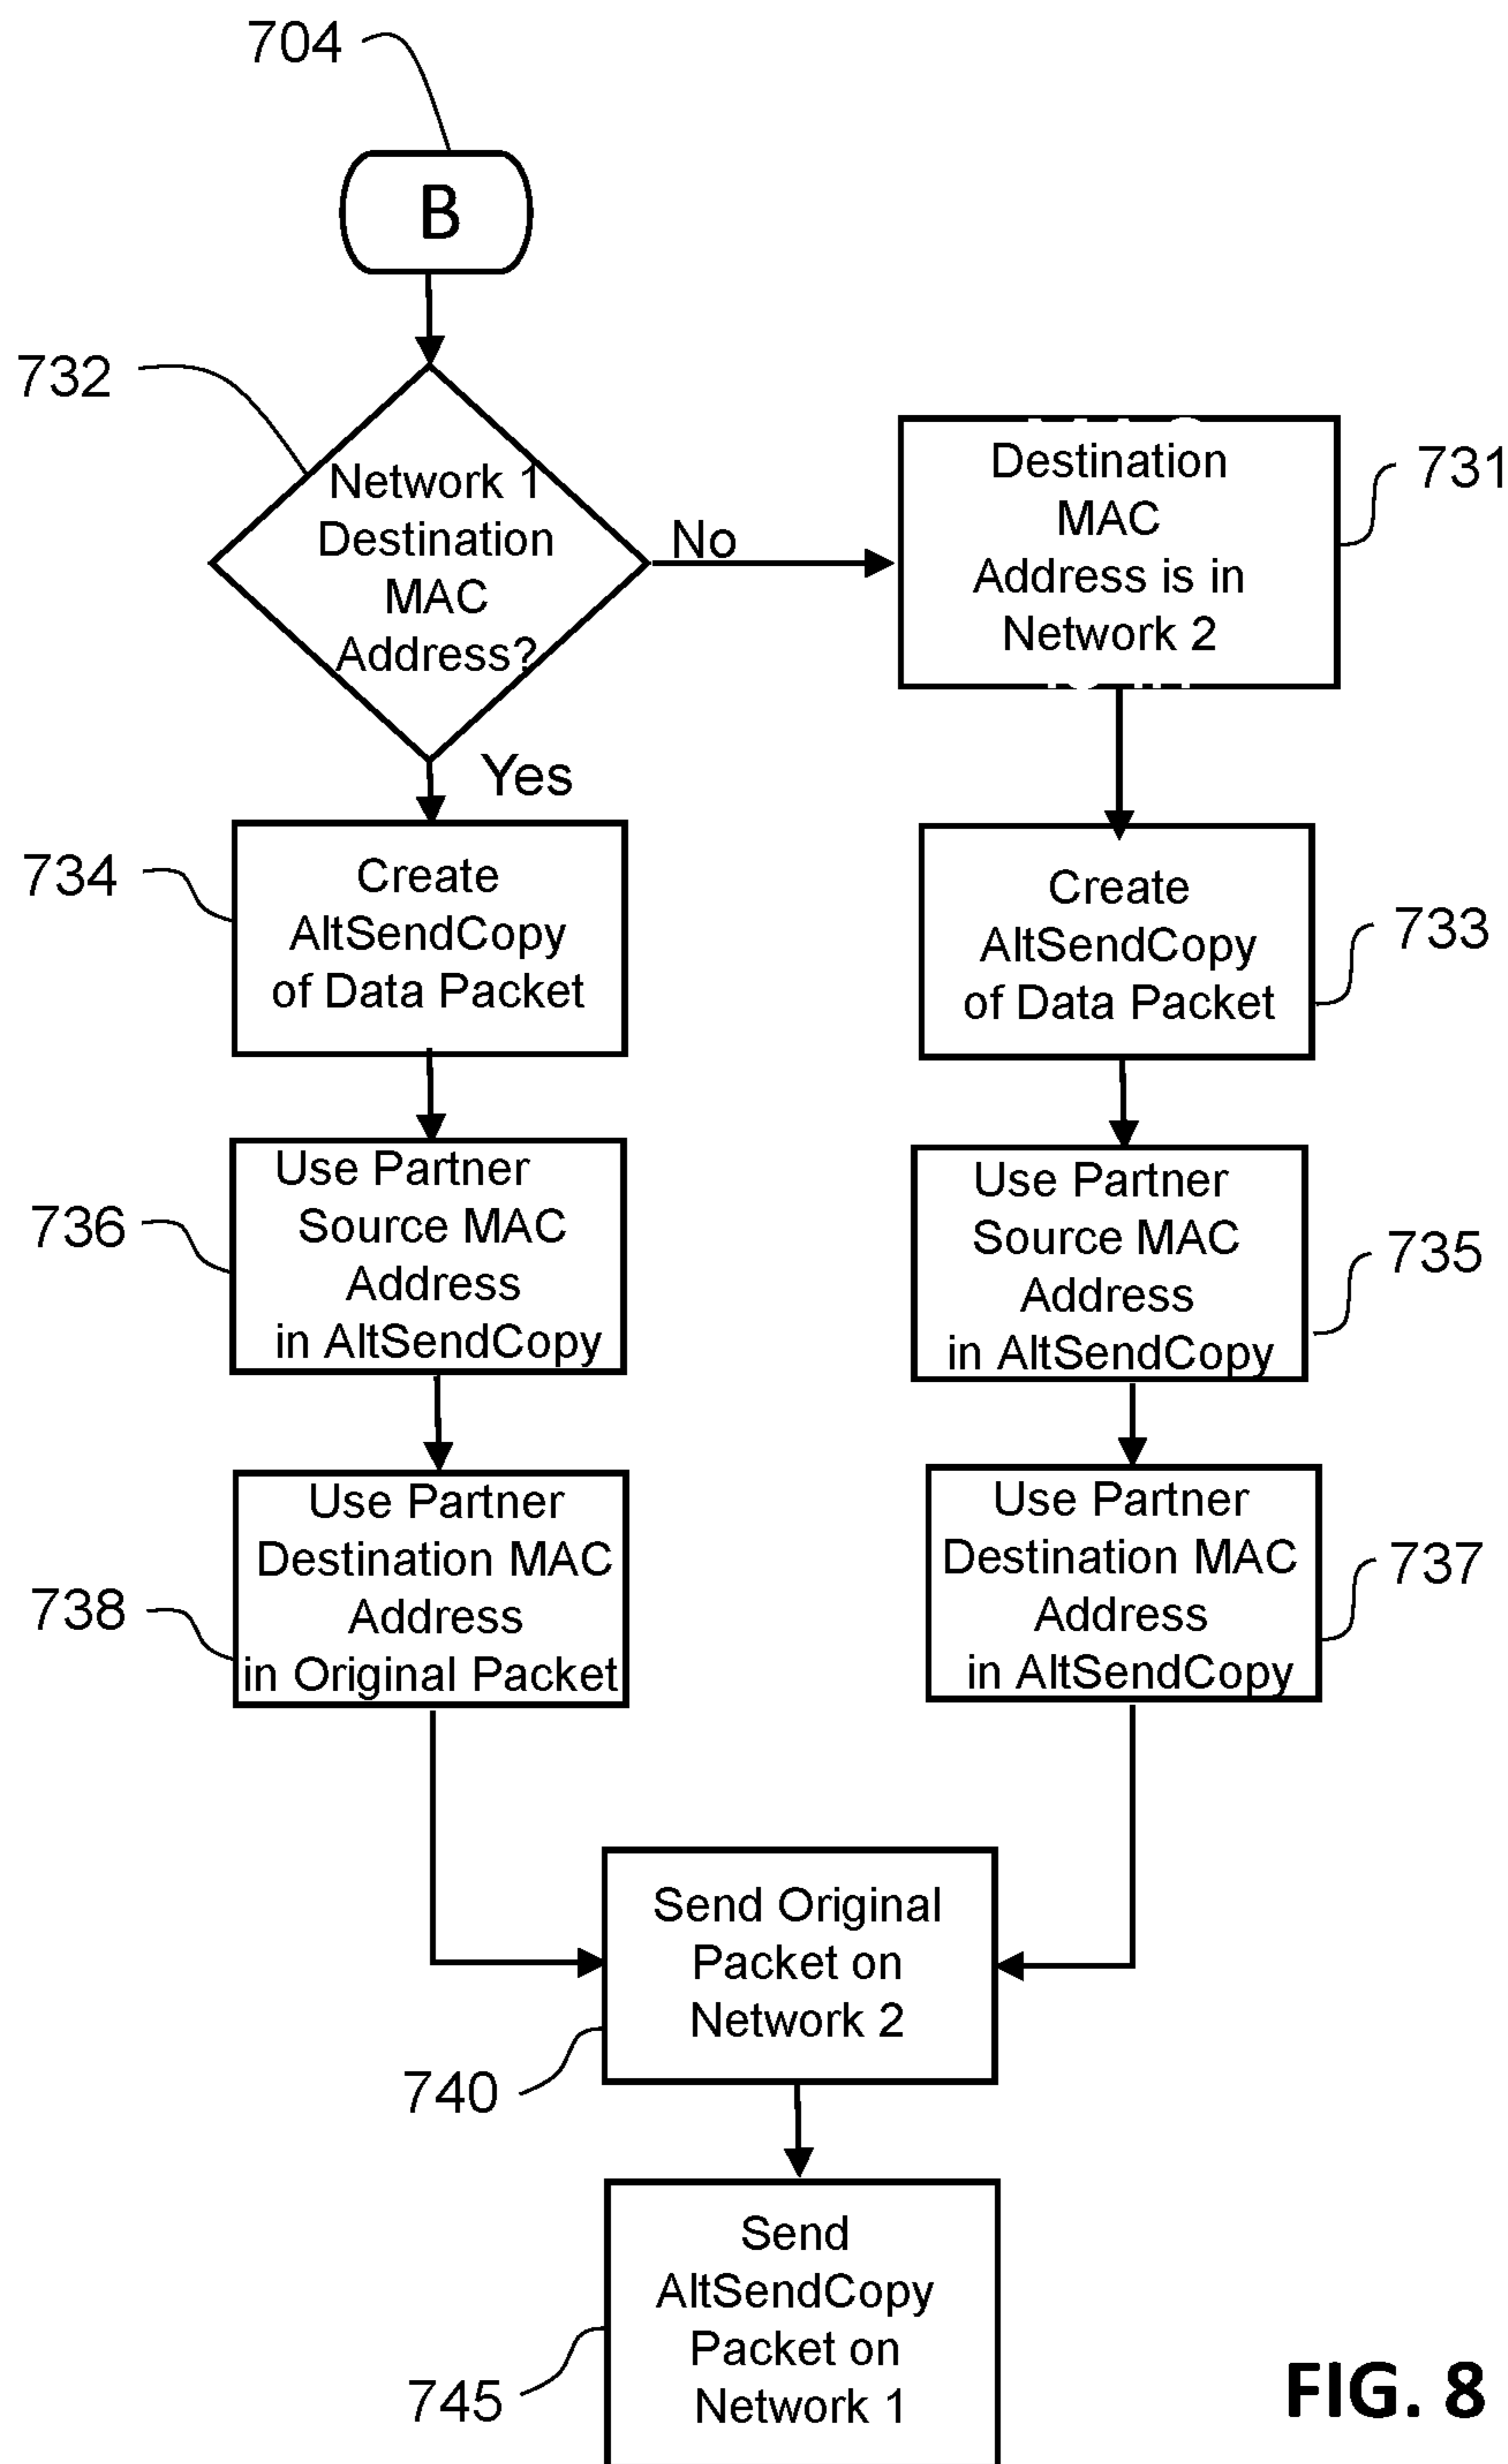 704
B
732
Network 1
Destination
MAC
Address?
No
Destination
MAC
Address is in
Network 2
731
Yes
734
Create
AltSendCopy
of Data Packet
Create
AltSendCopy
of Data Packet
733
736
Use Partner
Source MAC
Address
in AltSendCopy
Use Partner
Source MAC
Address
in AltSendCopy
735
738
Use Partner
Destination MAC
Address
in Original Packet
Use Partner
Destination MAC
Address
in AltSendCopy
737
Send Original
Packet on
Network 2
740
Send
AltSendCopy
Packet on
Network 1
745
FIG. 8